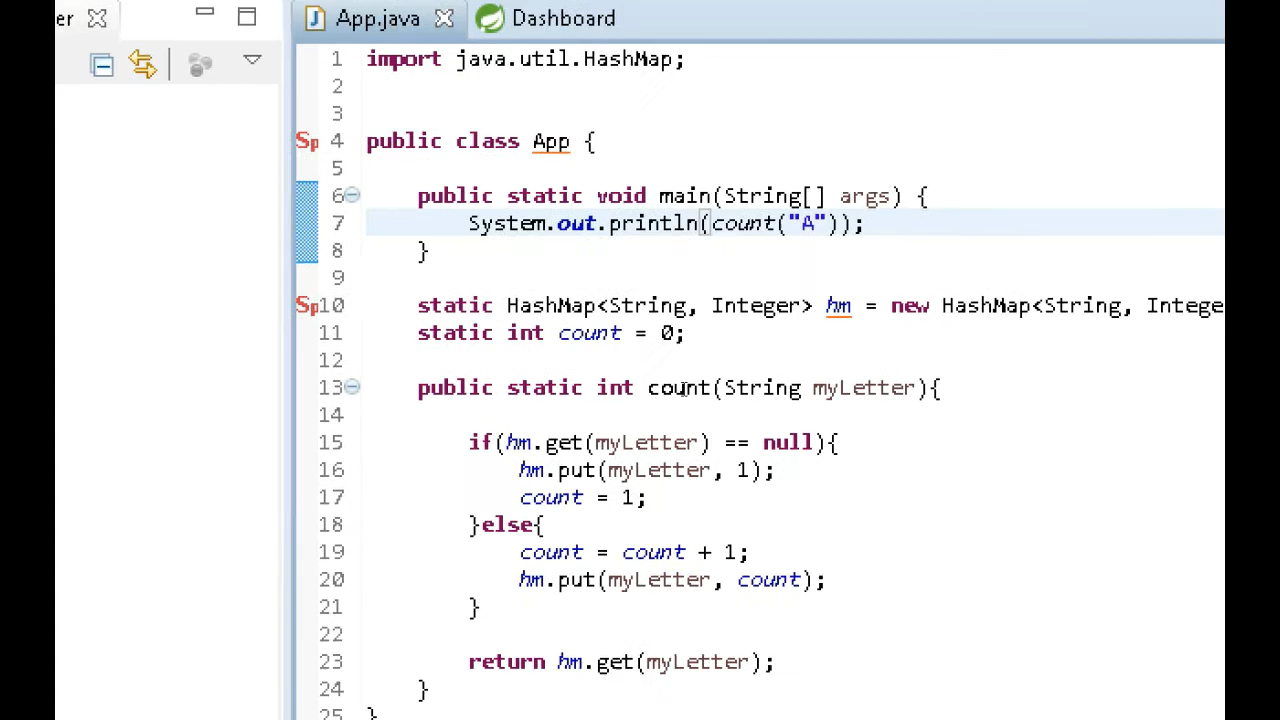 er App.java Dashboard
1 import java.util.HashMap;
2
3
Sp 4 public class App {
5
6 public static void main(String[] args) {
7 System.out.println(count("A"));
8 }
9
Sp 10 static HashMap<String, Integer> hm = new HashMap<String, Intege
11 static int count = 0;
12
13 public static int count(String myLetter){
14
15 if(hm.get(myLetter) == null){
16 hm.put(myLetter, 1);
17 count = 1;
18 }else{
19 count = count + 1;
20 hm.put(myLetter, count);
21 }
22
23 return hm.get(myLetter);
24 }
25 }